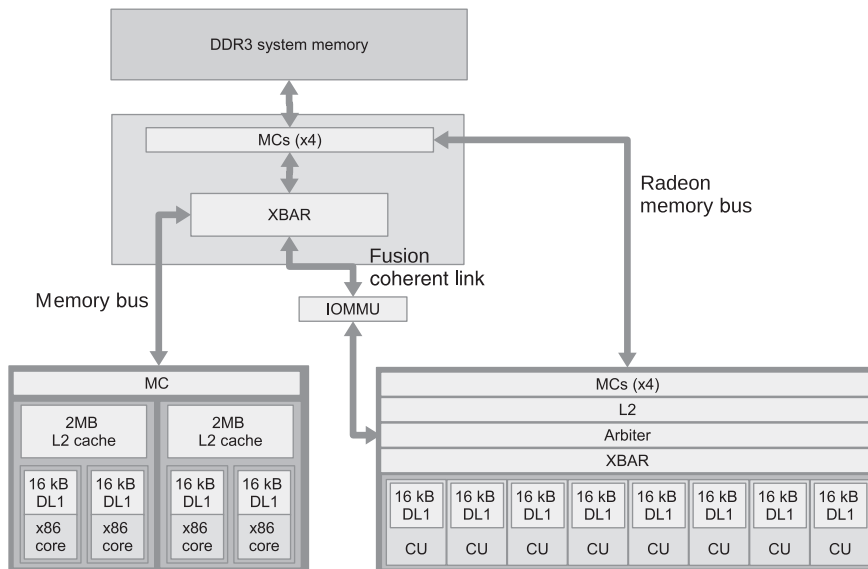 DDR3 system memory
MCs (x4)
XBAR
Radeon
memory bus
Fusion
coherent link
Memory bus
IOMMU
MC
2MB
L2 cache
2MB
L2 cache
16 kB
DL1
16 kB
DL1
16 kB
DL1
16 kB
DL1
x86
core
x86
core
x86
core
x86
core
MCs (x4)
L2
Arbiter
XBAR
16 kB
DL1
16 kB
DL1
16 kB
DL1
16 kB
DL1
16 kB
DL1
16 kB
DL1
16 kB
DL1
16 kB
DL1
CU
CU
CU
CU
CU
CU
CU
CU